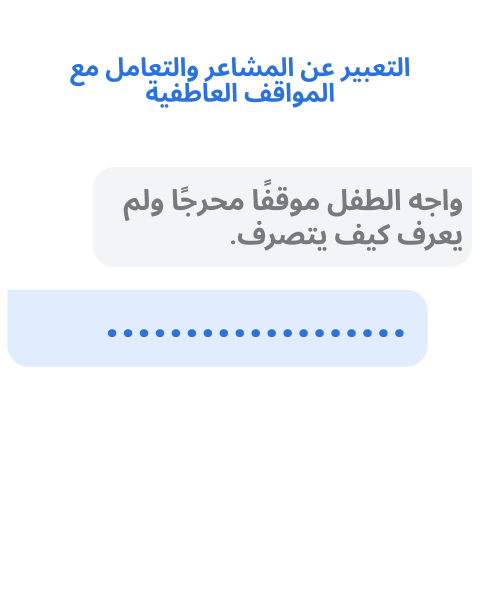 التعبير عن المشاعر والتعامل مع
المواقف العاطفية
واجه الطفل موقفًا محرجًا ولم
يعرف كيف يتصرف.
...................